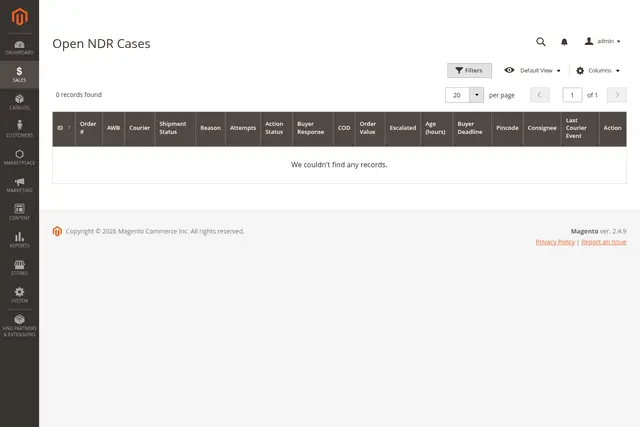 Open NDR Cases
admin
Filters
Default View
Columns
0 records found
20
per page
1
of 1
ID
Order #
AWB
Courier
Shipment Status
Reason
Attempts
Action Status
Buyer Response
COD
Order Value
Escalated
Age (hours)
Buyer Deadline
Pincode
Consignee
Last Courier Event
Action
We couldn't find any records.
DASHBOARD
SALES
CATALOG
CUSTOMERS
MARKETPLACE
MARKETING
CONTENT
REPORTS
STORES
SYSTEM
FIND PARTNERS
& EXTENSIONS
Copyright © 2026 Magento Commerce Inc. All rights reserved.
Magento ver. 2.4.9
Privacy Policy | Report an Issue